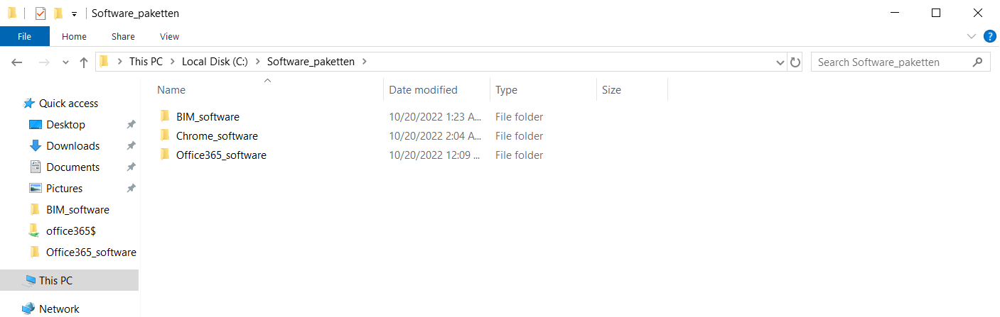 Software_paketten
File Home Share View
This PC Local Disk (C:) Software_paketten
Search Software_paketten
Name Date modified Type Size
Quick access
Desktop
Downloads
Documents
Pictures
BIM_software
office365$
Office365_software
This PC
Network
BIM_software 10/20/2022 1:23 A... File folder
Chrome_software 10/20/2022 2:04 A... File folder
Office365_software 10/20/2022 12:09 ... File folder